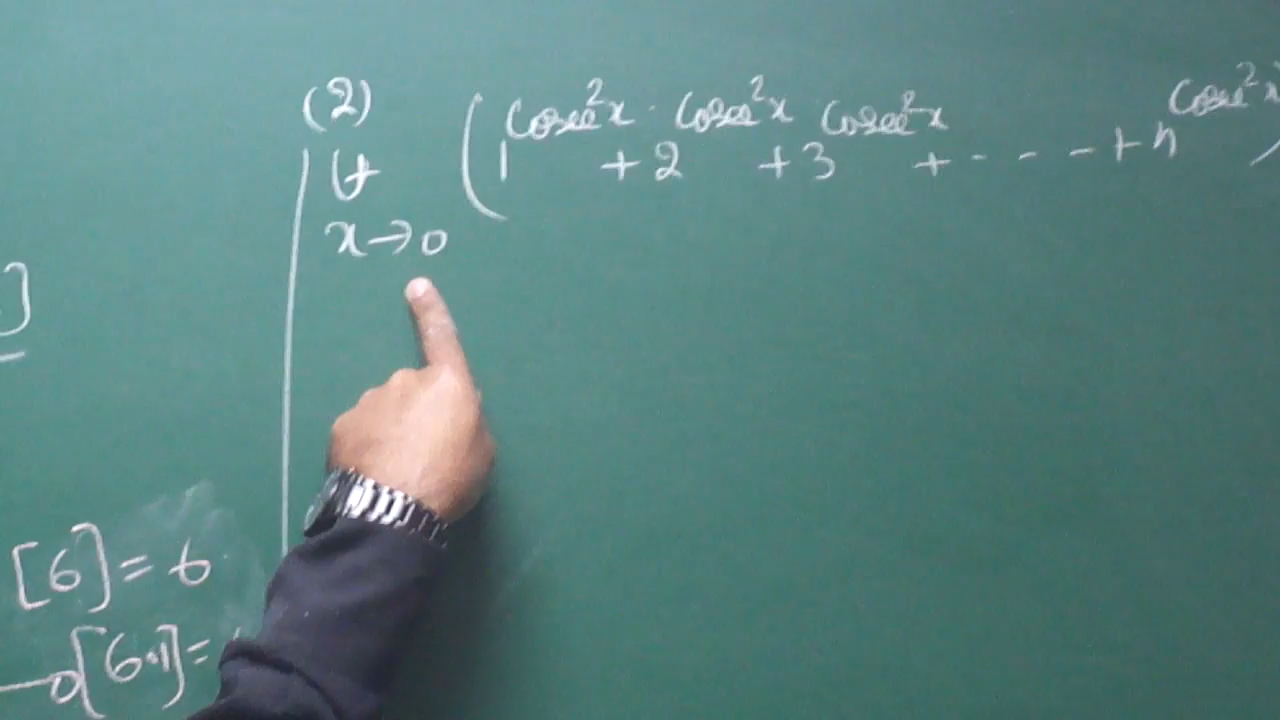 (2)
Lt x→0 (1^cosec²x + 2^cosec²x + 3^cosec²x + - - - + n^cosec²x)
]
[6] = 6
[6.1] =